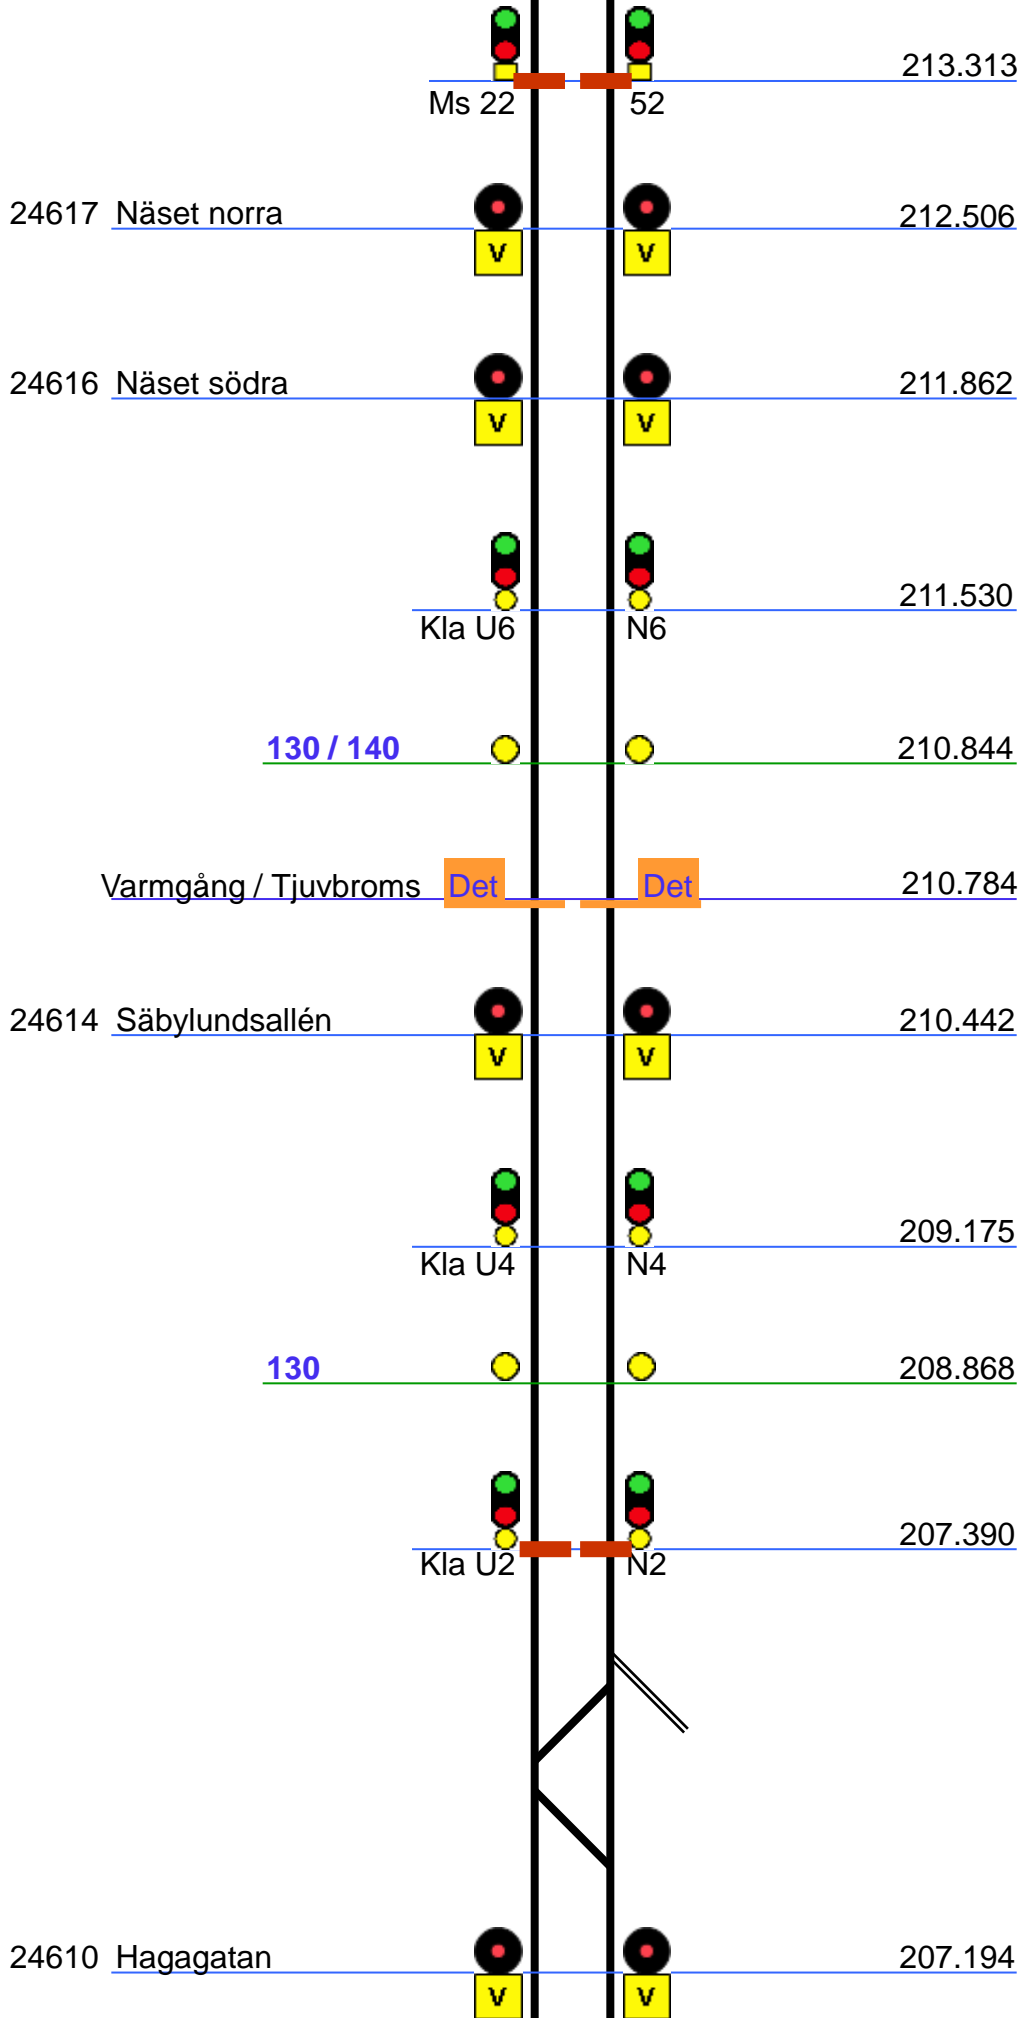 213.313
Ms 22 52
24617 Näset norra 212.506
V V
24616 Näset södra 211.862
V V
211.530
Kla U6 N6
130 / 140 210.844
Varmgång / Tjuvbroms Det Det 210.784
24614 Säbylundsallén 210.442
V V
209.175
Kla U4 N4
130 208.868
207.390
Kla U2 N2
24610 Hagagatan 207.194
V V